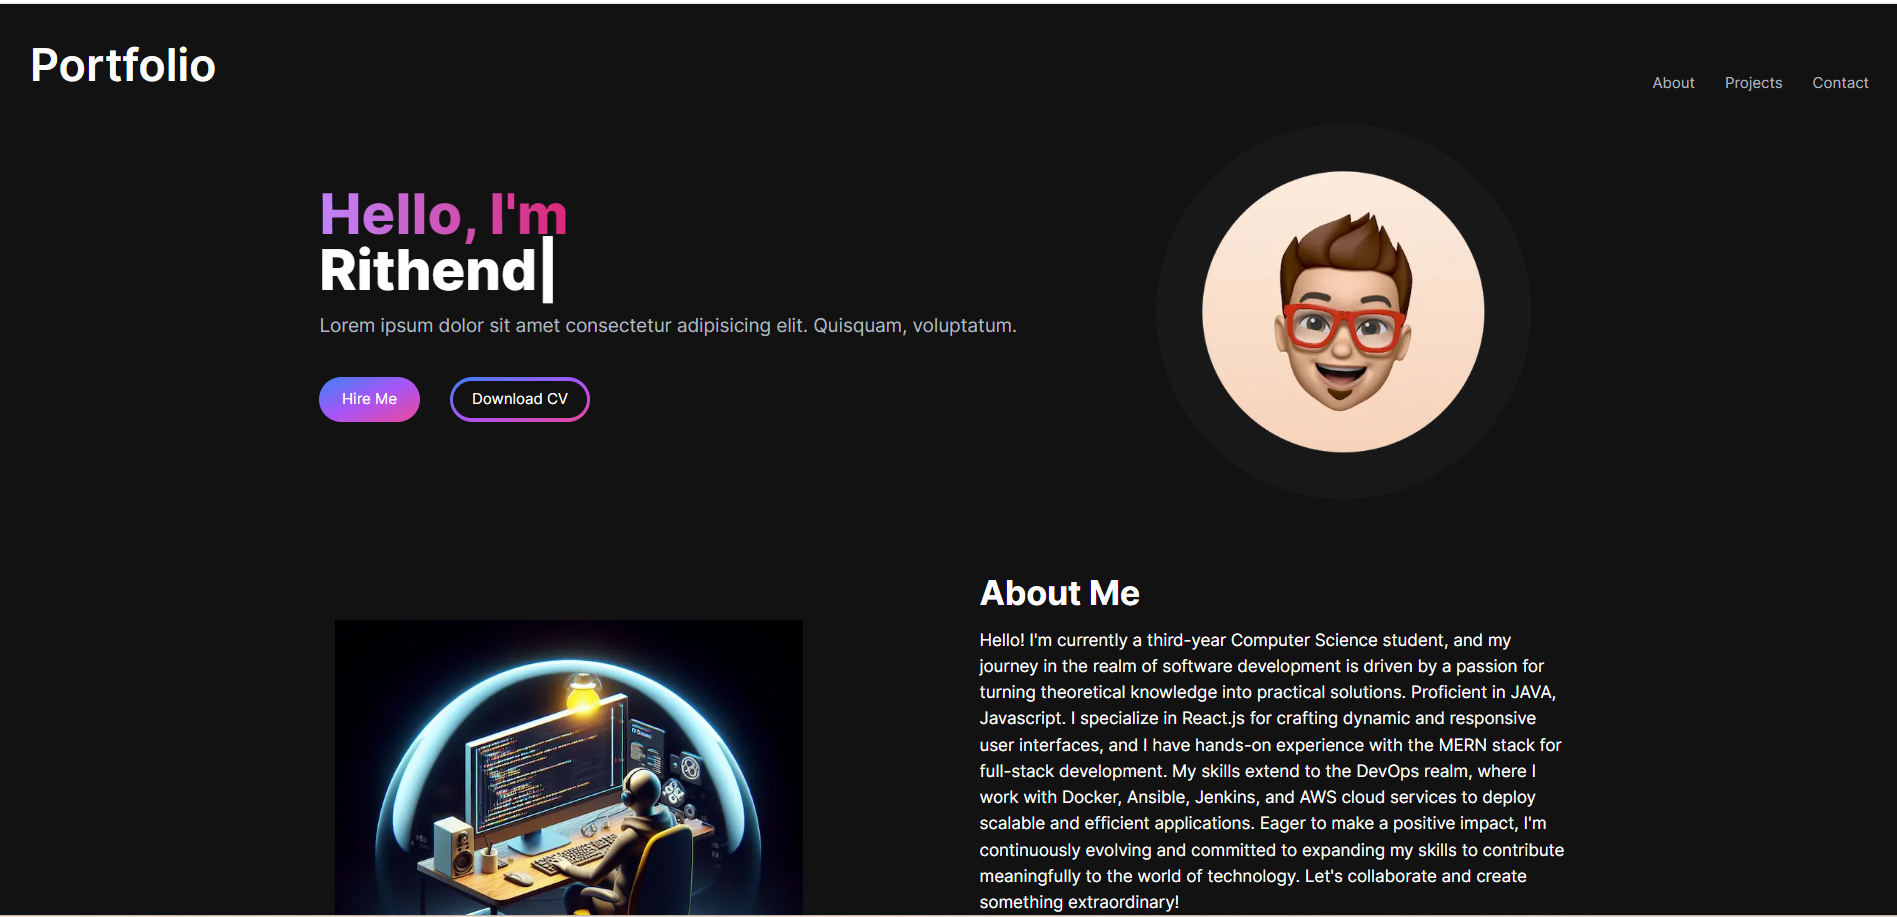 Portfolio
About Projects Contact
Hello, I'm
Rithend
Lorem ipsum dolor sit amet consectetur adipisicing elit. Quisquam, voluptatum.
Hire Me Download CV
About Me
Hello! I'm currently a third-year Computer Science student, and my
journey in the realm of software development is driven by a passion for
turning theoretical knowledge into practical solutions. Proficient in JAVA,
Javascript. I specialize in React.js for crafting dynamic and responsive
user interfaces, and I have hands-on experience with the MERN stack for
full-stack development. My skills extend to the DevOps realm, where I
work with Docker, Ansible, Jenkins, and AWS cloud services to deploy
scalable and efficient applications. Eager to make a positive impact, I'm
continuously evolving and committed to expanding my skills to contribute
meaningfully to the world of technology. Let's collaborate and create
something extraordinary!